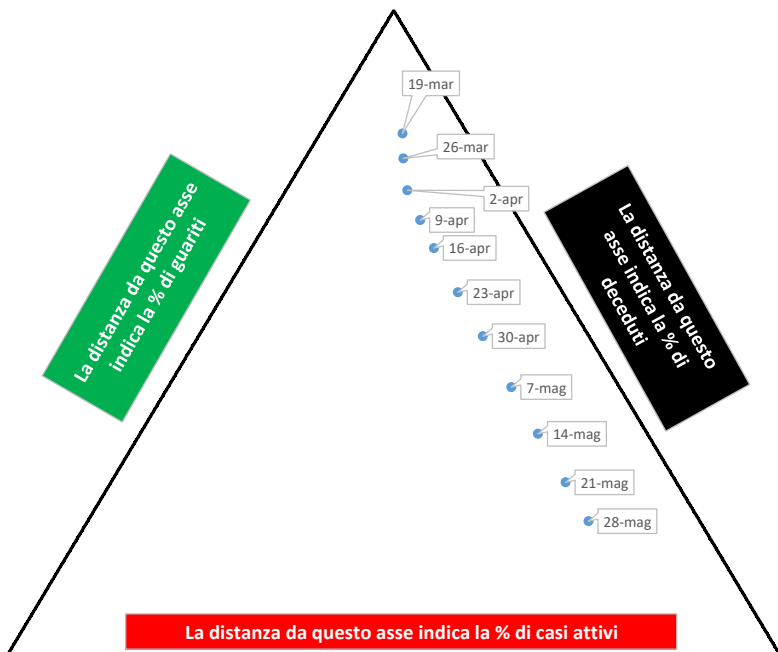 19-mar
26-mar
2-apr
9-apr
16-apr
23-apr
30-apr
7-mag
14-mag
21-mag
28-mag
La distanza da questo asse
indica la % di guariti
La distanza da questo
asse indica la % di
deceduti
La distanza da questo asse indica la % di casi attivi